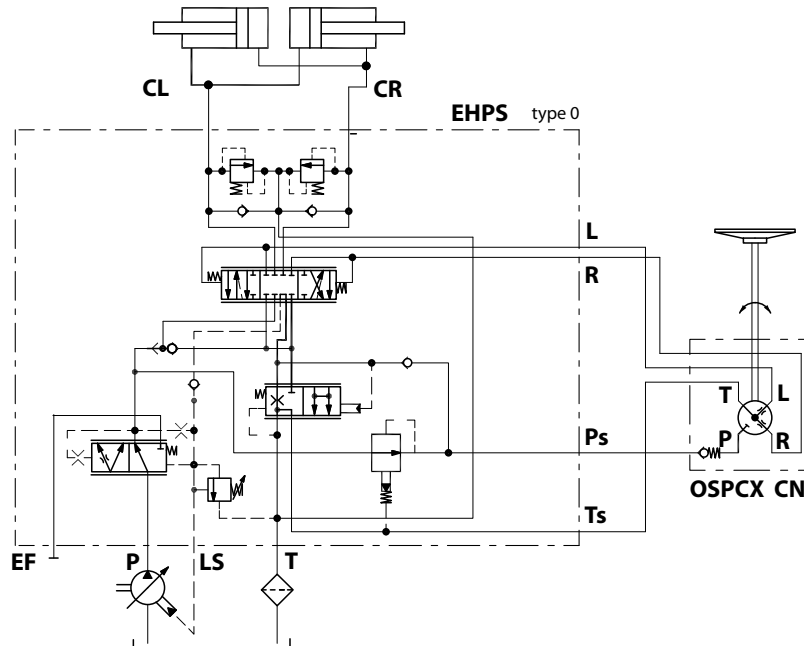 CL
CR
EHPS type 0
L
R
T L
P R
Ps
OSPCX CN
Ts
EF P LS T